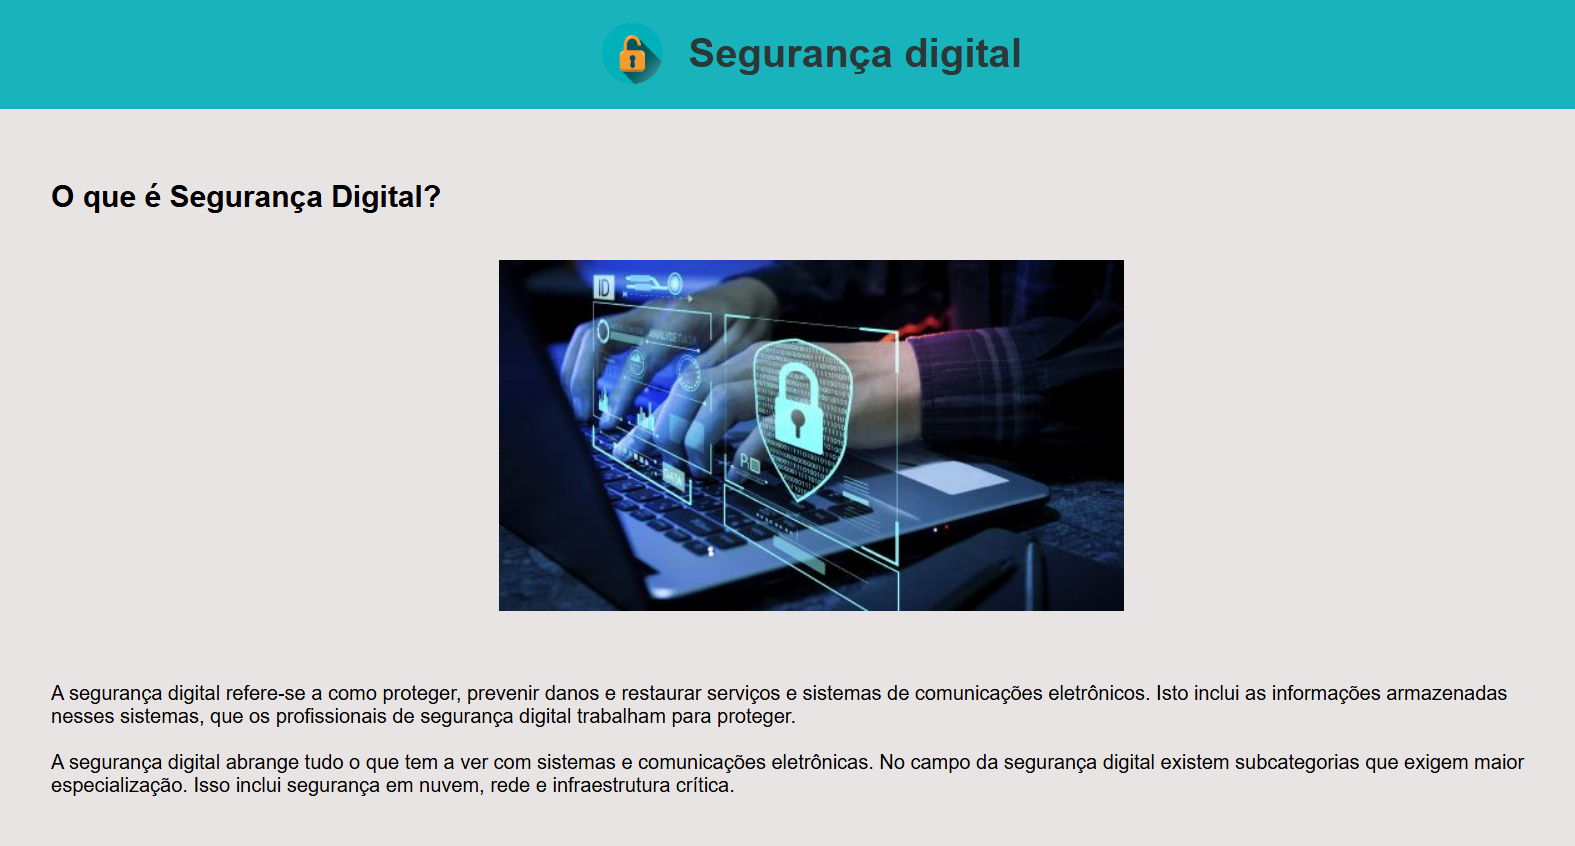 Segurança digital
O que é Segurança Digital?
ID
DATA
A segurança digital refere-se a como proteger, prevenir danos e restaurar serviços e sistemas de comunicações eletrônicos. Isto inclui as informações armazenadas
nesses sistemas, que os profissionais de segurança digital trabalham para proteger.
A segurança digital abrange tudo o que tem a ver com sistemas e comunicações eletrônicas. No campo da segurança digital existem subcategorias que exigem maior
especialização. Isso inclui segurança em nuvem, rede e infraestrutura crítica.